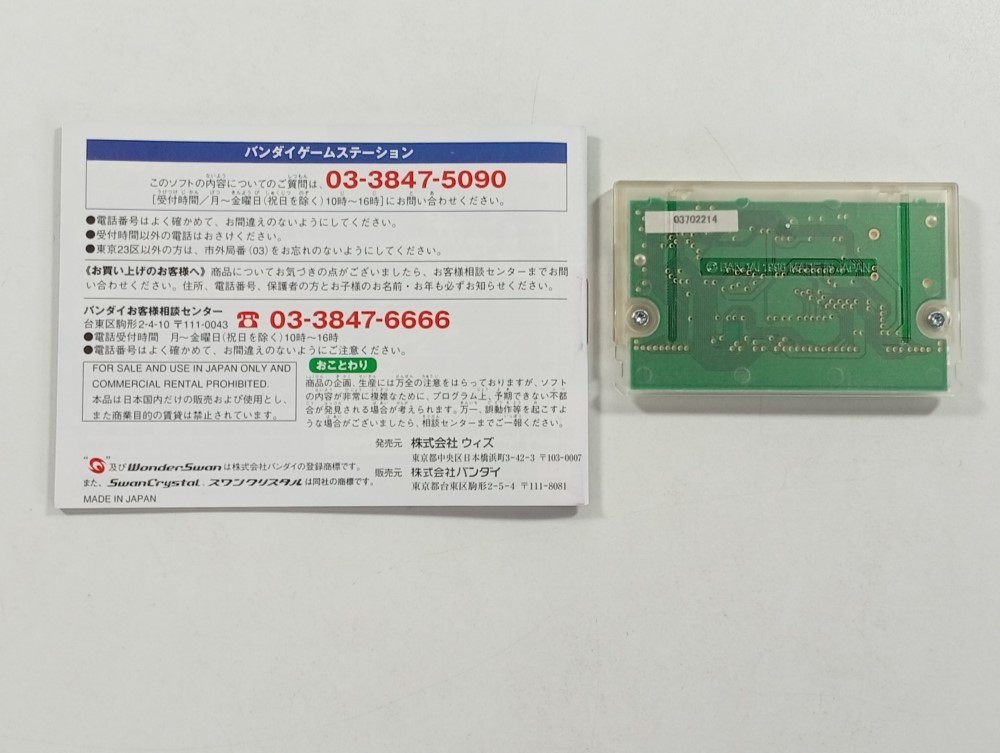 バンダイゲームステーション
このソフトの内容についてのご質問は、03-3847-5090
[受付時間/月～金曜日(祝日を除く)10時～16時]にお問い合わせください。
●電話番号はよく確かめて、お間違えのないようにしてください。
●受付時間以外の電話はおさけください。
●東京23区以外の方は、市外局番(03)をお忘れのないようにしてください。
《お買い上げのお客様へ》商品についてお気づきの点がございましたら、お客様相談センターまでお問
い合わせください。住所、電話番号、保護者の方とお子様のお名前・お年も必ずお知らせください。
バンダイお客様相談センター
台東区駒形2-4-10 〒111-0043 ☎ 03-3847-6666
●電話受付時間 月～金曜日(祝日を除く)10時～16時
●電話番号はよく確かめて、お間違えのないようにご注意ください。
FOR SALE AND USE IN JAPAN ONLY AND
COMMERCIAL RENTAL PROHIBITED.
本品は日本国内だけの販売および使用とし、
また商業目的の賃貸は禁止されています。
おことわり
商品の企画、生産には万全の注意をはらっておりますが、ソフト
の内容が非常に複雑なために、プログラム上、予期できない不都
合が発見される場合が考えられます。万一、誤動作等を起こすよ
うな場合がございましたら、相談センターまでご一報ください。
発売元 株式会社 ウィズ
東京都中央区日本橋浜町3-42-3 〒103-0007
販売元 株式会社バンダイ
東京都台東区駒形2-5-4 〒111-8081
" "及びWonderSwanは株式会社バンダイの登録商標です。
また、SwanCrystal、スワンクリスタルは同社の商標です。
MADE IN JAPAN
03702214
BANDAI JAPAN